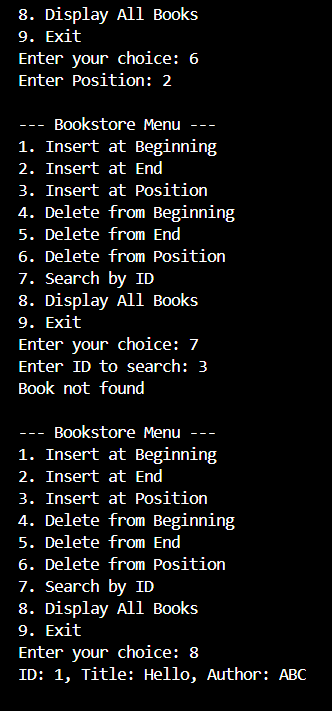 8. Display All Books
9. Exit
Enter your choice: 6
Enter Position: 2
--- Bookstore Menu ---
1. Insert at Beginning
2. Insert at End
3. Insert at Position
4. Delete from Beginning
5. Delete from End
6. Delete from Position
7. Search by ID
8. Display All Books
9. Exit
Enter your choice: 7
Enter ID to search: 3
Book not found
--- Bookstore Menu ---
1. Insert at Beginning
2. Insert at End
3. Insert at Position
4. Delete from Beginning
5. Delete from End
6. Delete from Position
7. Search by ID
8. Display All Books
9. Exit
Enter your choice: 8
ID: 1, Title: Hello, Author: ABC